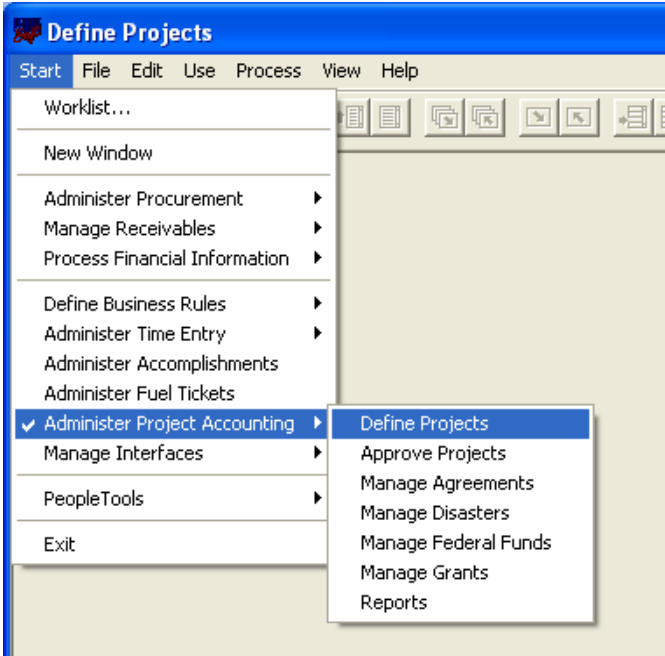 Define Projects
Start File Edit Use Process View Help
Worklist...
New Window
Administer Procurement
Manage Receivables
Process Financial Information
Define Business Rules
Administer Time Entry
Administer Accomplishments
Administer Fuel Tickets
Administer Project Accounting
Manage Interfaces
PeopleTools
Exit
Define Projects
Approve Projects
Manage Agreements
Manage Disasters
Manage Federal Funds
Manage Grants
Reports